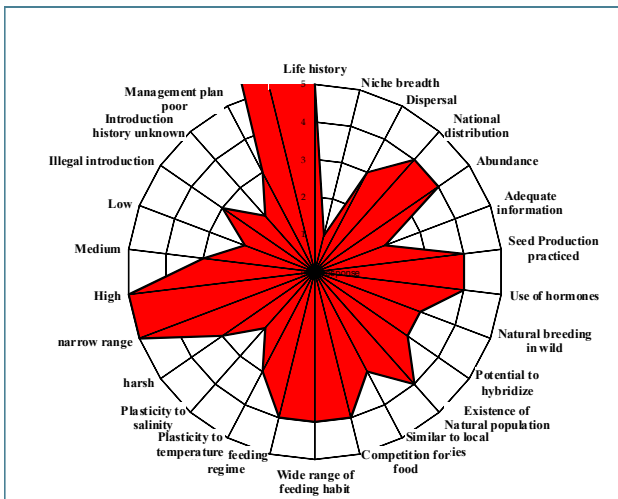 Life history
Niche breadth
Dispersal
National
distribution
Abundance
Adequate
information
Seed Production
practiced
Use of hormones
Natural breeding
in wild
Potential to
hybridize
Existence of
Natural population
Similar to local
ies
Competition for
food
Wide range of
feeding habit
feeding
regime
Plasticity to
temperature
Plasticity to
salinity
harsh
narrow range
High
Medium
Low
Illegal introduction
Introduction
history unknown
Management plan
poor
5
4
3
2
1